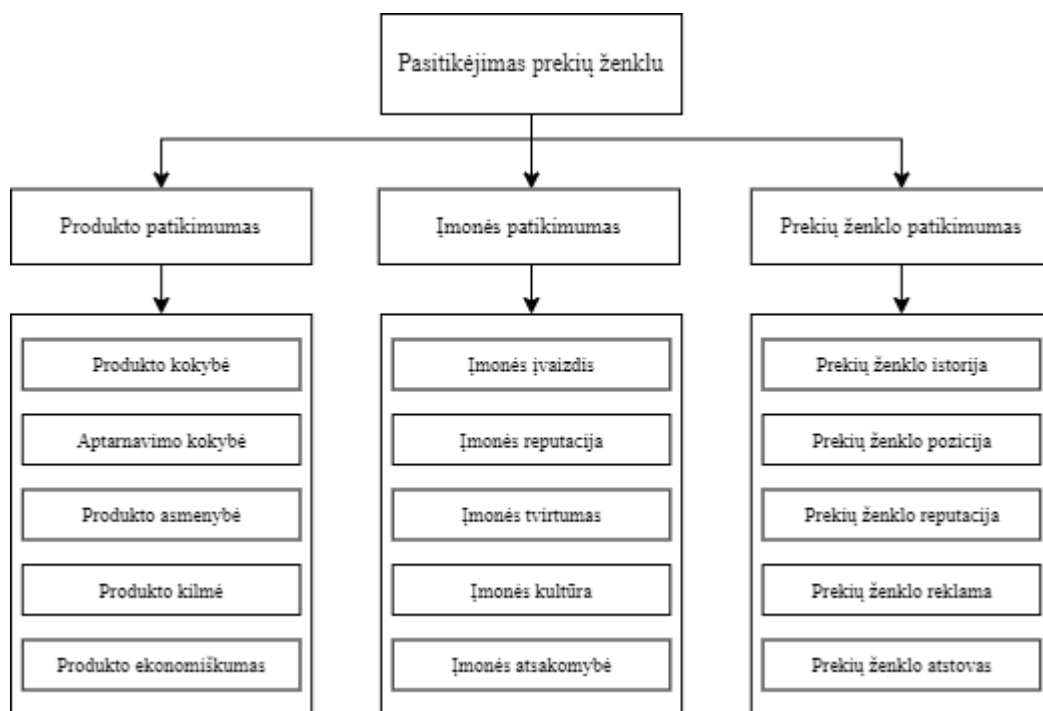 Pasitikėjimas prekių ženklu
Produkto patikimumas
Įmonės patikimumas
Prekių ženklo patikimumas
Produkto kokybė
Aptarnavimo kokybė
Produkto asmenybė
Produkto kilmė
Produkto ekonomiškumas
Įmonės įvaizdis
Įmonės reputacija
Įmonės tvirtumas
Įmonės kultūra
Įmonės atsakomybė
Prekių ženklo istorija
Prekių ženklo pozicija
Prekių ženklo reputacija
Prekių ženklo reklama
Prekių ženklo atstovas